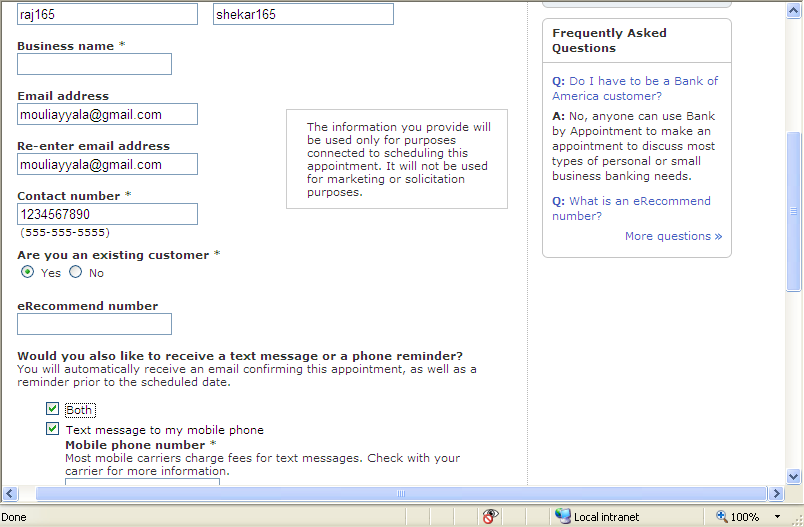 raj165 shekar165
Business name *
Email address
mouliayyala@gmail.com
Re-enter email address
mouliayyala@gmail.com
Contact number *
1234567890
(555-555-5555)
The information you provide will
be used only for purposes
connected to scheduling this
appointment. It will not be used
for marketing or solicitation
purposes.
Are you an existing customer *
Yes No
eRecommend number
Would you also like to receive a text message or a phone reminder?
You will automatically receive an email confirming this appointment, as well as a
reminder prior to the scheduled date.
Both
Text message to my mobile phone
Mobile phone number *
Most mobile carriers charge fees for text messages. Check with your
carrier for more information.
Frequently Asked
Questions
Q: Do I have to be a Bank of
America customer?
A: No, anyone can use Bank
by Appointment to make an
appointment to discuss most
types of personal or small
business banking needs.
Q: What is an eRecommend
number?
More questions »
Done Local intranet 100%